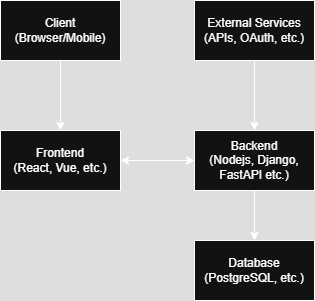 Client
(Browser/Mobile)
External Services
(APIs, OAuth, etc.)
Frontend
(React, Vue, etc.)
Backend
(Nodejs, Django,
FastAPI etc.)
Database
(PostgreSQL, etc.)